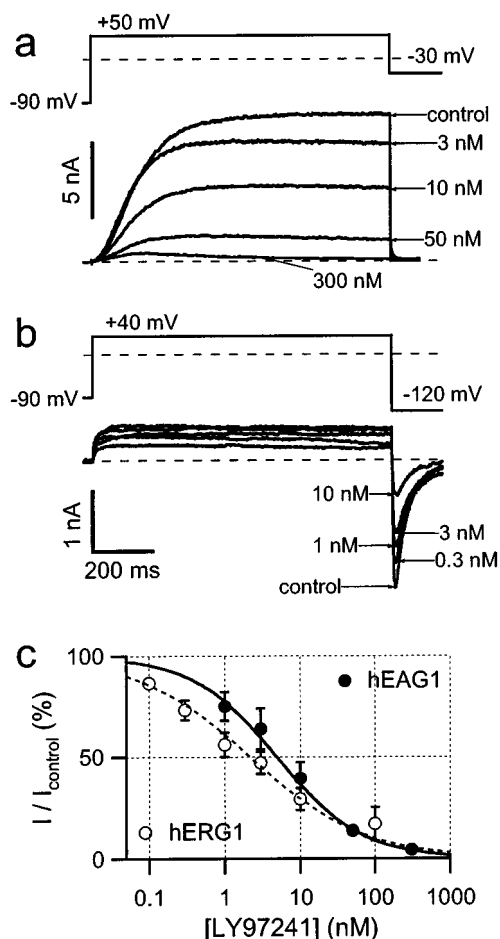 a
+50 mV
-30 mV
-90 mV
control
3 nM
10 nM
50 nM
300 nM
5 nA
b
+40 mV
-90 mV
-120 mV
10 nM
3 nM
1 nM
0.3 nM
control
1 nA
200 ms
c
100
50
0
I / Icontrol (%)
hEAG1
hERG1
0.1 1 10 100 1000
[LY97241] (nM)